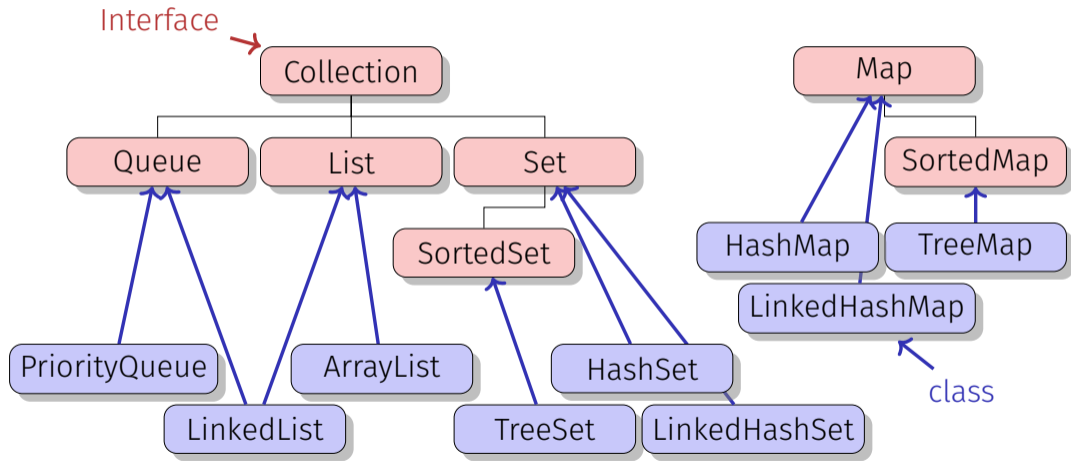 Interface
Collection
Map
Queue
List
Set
SortedMap
SortedSet
HashMap
TreeMap
LinkedHashMap
PriorityQueue
ArrayList
HashSet
class
LinkedList
TreeSet
LinkedHashSet